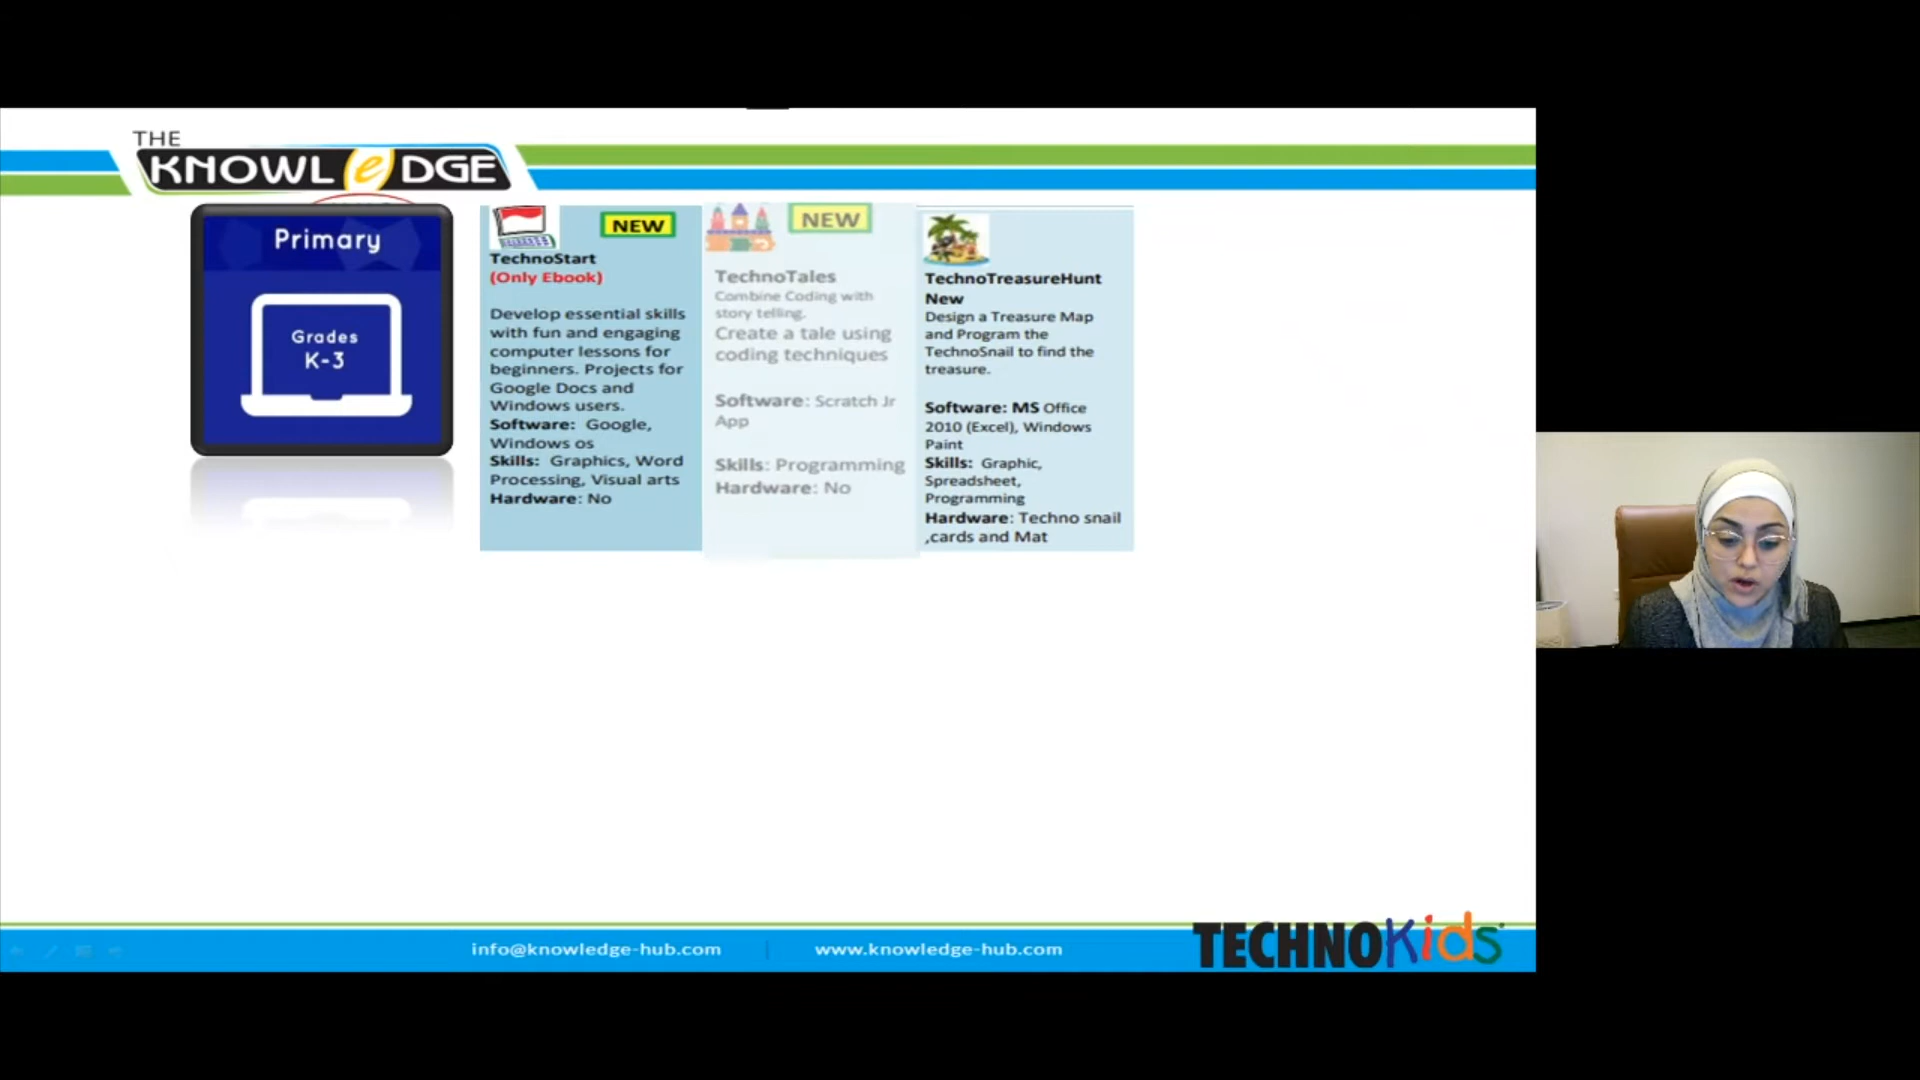 THE
KNOWLeDGE
Primary
Grades
K-3
NEW
TechnoStart
(Only Ebook)
Develop essential skills
with fun and engaging
computer lessons for
beginners. Projects for
Google Docs and
Windows users.
Software: Google,
Windows os
Skills: Graphics, Word
Processing, Visual arts
Hardware: No
NEW
TechnoTales
Combine Coding with
story telling.
Create a tale using
coding techniques
Software: Scratch Jr
App
Skills: Programming
Hardware: No
TechnoTreasureHunt
New
Design a Treasure Map
and Program the
TechnoSnail to find the
treasure.
Software: MS Office
2010 (Excel), Windows
Paint
Skills: Graphic,
Spreadsheet,
Programming
Hardware: Techno snail
,cards and Mat
info@knowledge-hub.com
www.knowledge-hub.com
TECHNOKids